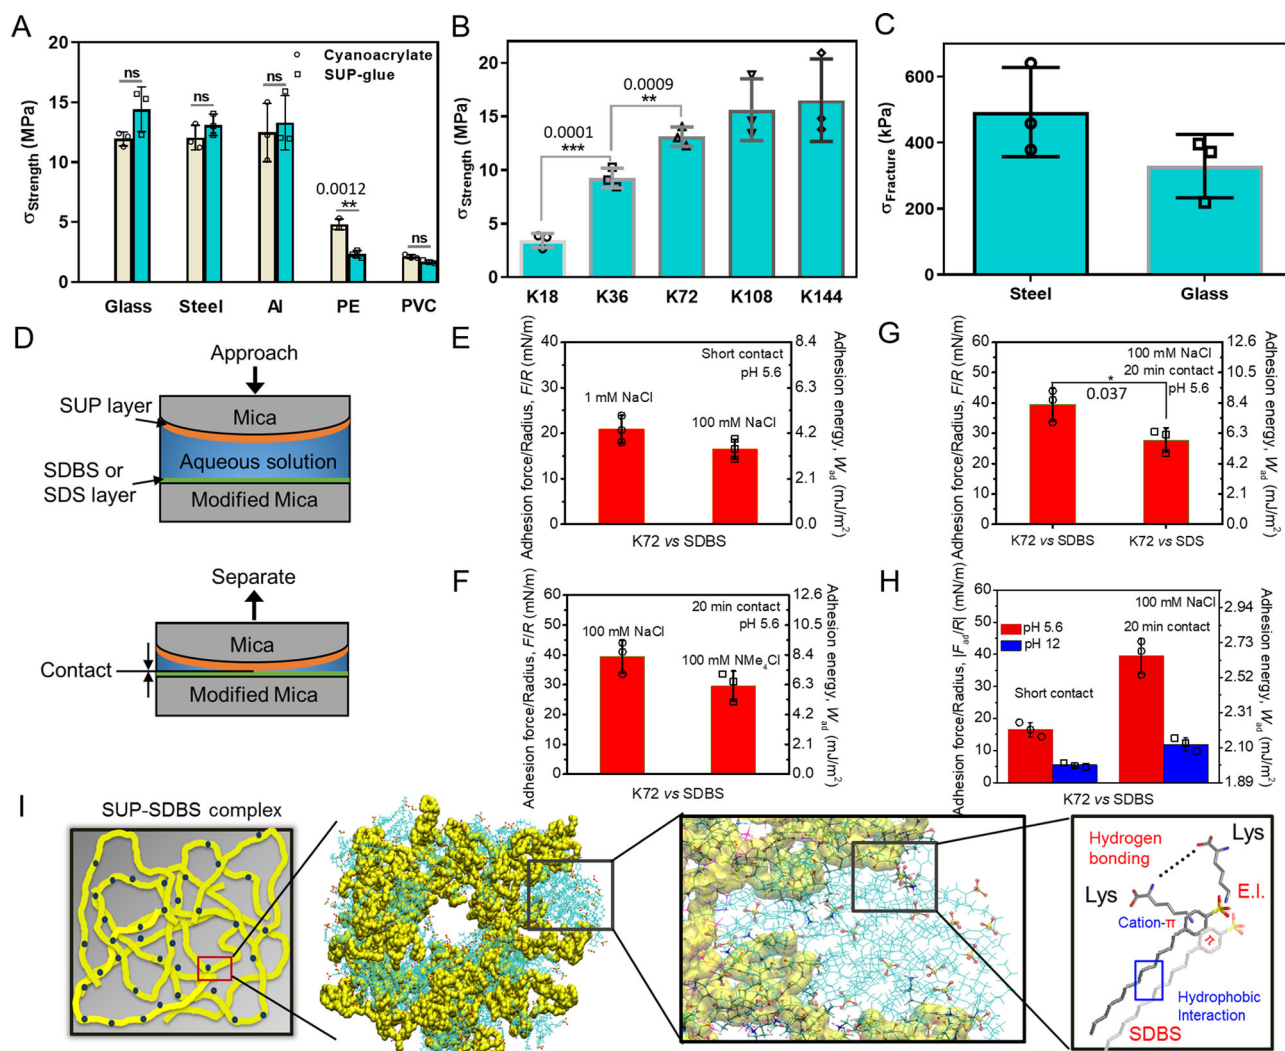 A
σStrength (MPa)
20
15
10
5
0
ns
ns
ns
0.0012
**
ns
Cyanoacrylate
SUP-glue
Glass Steel Al PE PVC
B
σStrength (MPa)
20
15
10
5
0
0.0001
***
0.0009
**
K18 K36 K72 K108 K144
C
σFracture (kPa)
600
400
200
0
Steel Glass
D
Approach
SUP layer
Mica
Aqueous solution
SDBS or
SDS layer
Modified Mica
Separate
Mica
Contact
Modified Mica
E
Adhesion force/Radius, F/R (mN/m)
40
30
20
10
0
Short contact
pH 5.6
1 mM NaCl
100 mM NaCl
K72 vs SDBS
8.4
6.3
4.2
2.1
0.0
Adhesion energy, Wad (mJ/m²)
F
Adhesion force/Radius, F/R (mN/m)
60
50
40
30
20
10
0
20 min contact
pH 5.6
100 mM NaCl
100 mM NMe₄Cl
K72 vs SDBS
12.6
10.5
8.4
6.3
4.2
2.1
0.0
Adhesion energy, Wad (mJ/m²)
G
Adhesion force/Radius, F/R (mN/m)
60
50
40
30
20
10
0
100 mM NaCl
20 min contact
pH 5.6
*
0.037
K72 vs SDBS K72 vs SDS
12.6
10.5
8.4
6.3
4.2
2.1
0.0
Adhesion energy, Wad (mJ/m²)
H
Adhesion force/Radius, |Fad/R| (mN/m)
60
50
40
30
20
10
0
pH 5.6
pH 12
100 mM NaCl
20 min contact
Short contact
K72 vs SDBS
2.94
2.73
2.52
2.31
2.10
1.89
Adhesion energy, Wad (mJ/m²)
I
SUP-SDBS complex
Hydrogen
bonding
Lys
Lys
E.I.
Cation-π
π
Hydrophobic
Interaction
SDBS